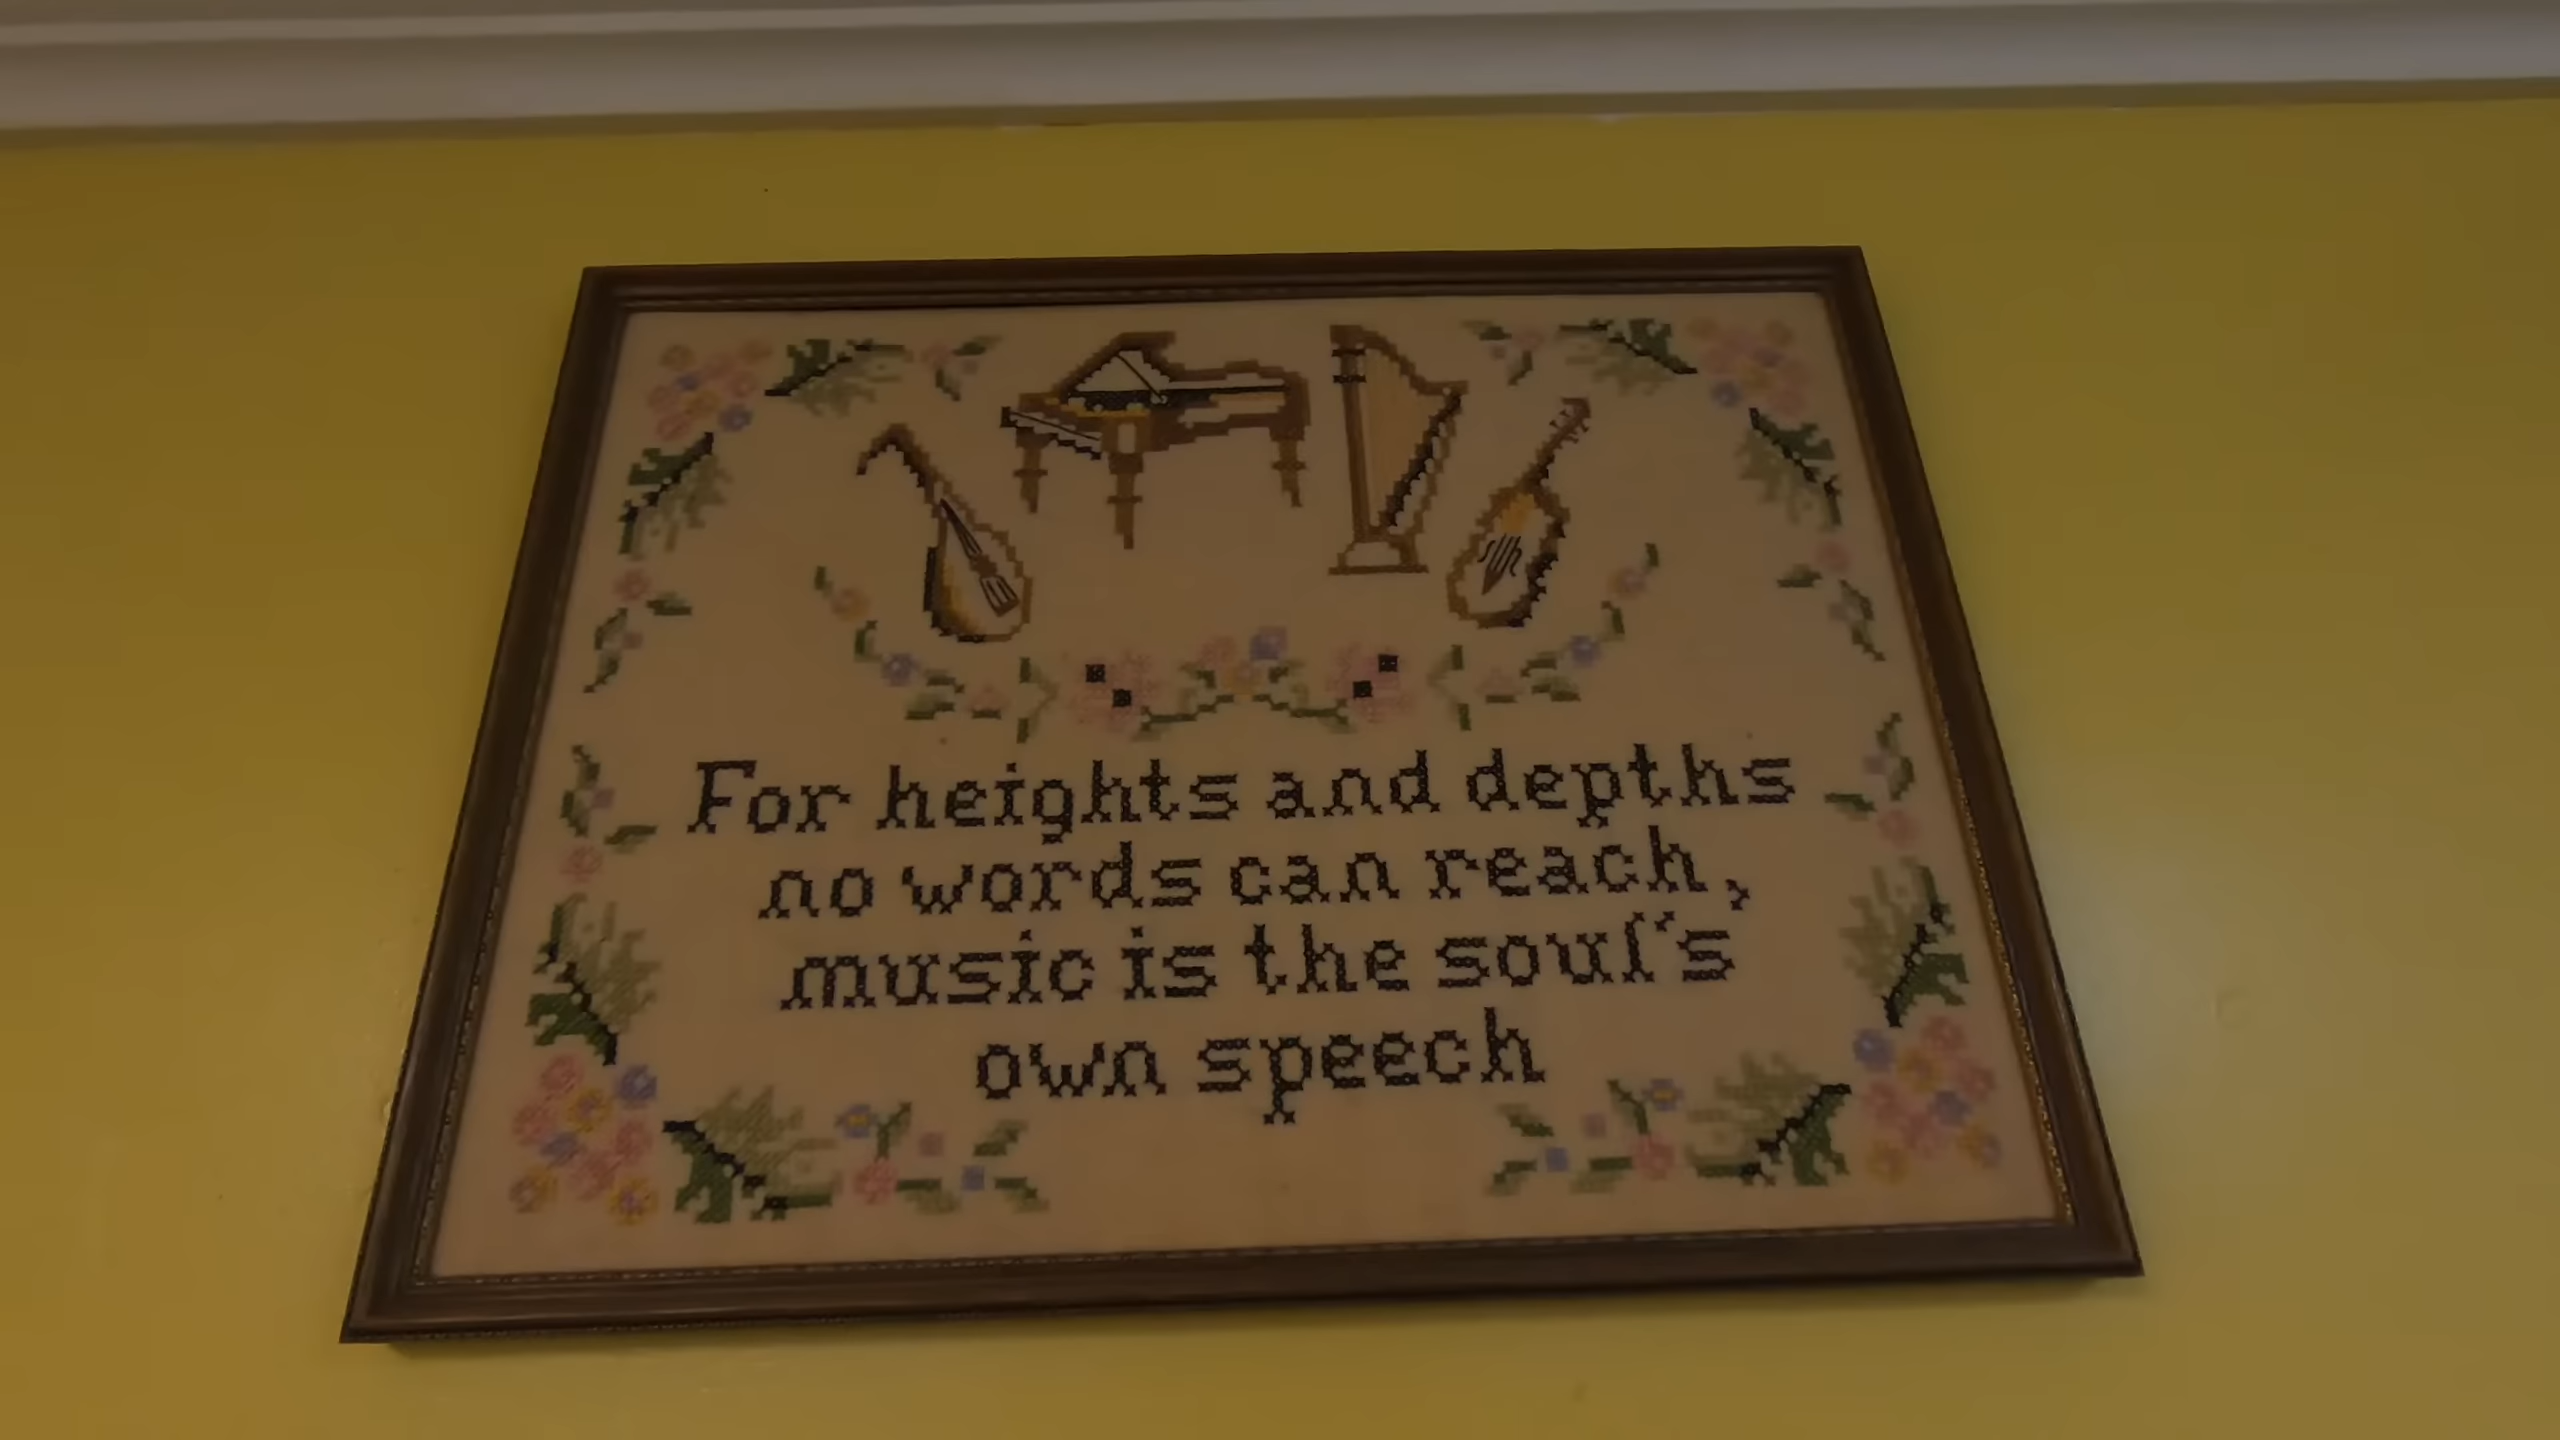 For heights and depths
no words can reach,
music is the soul's
own speech